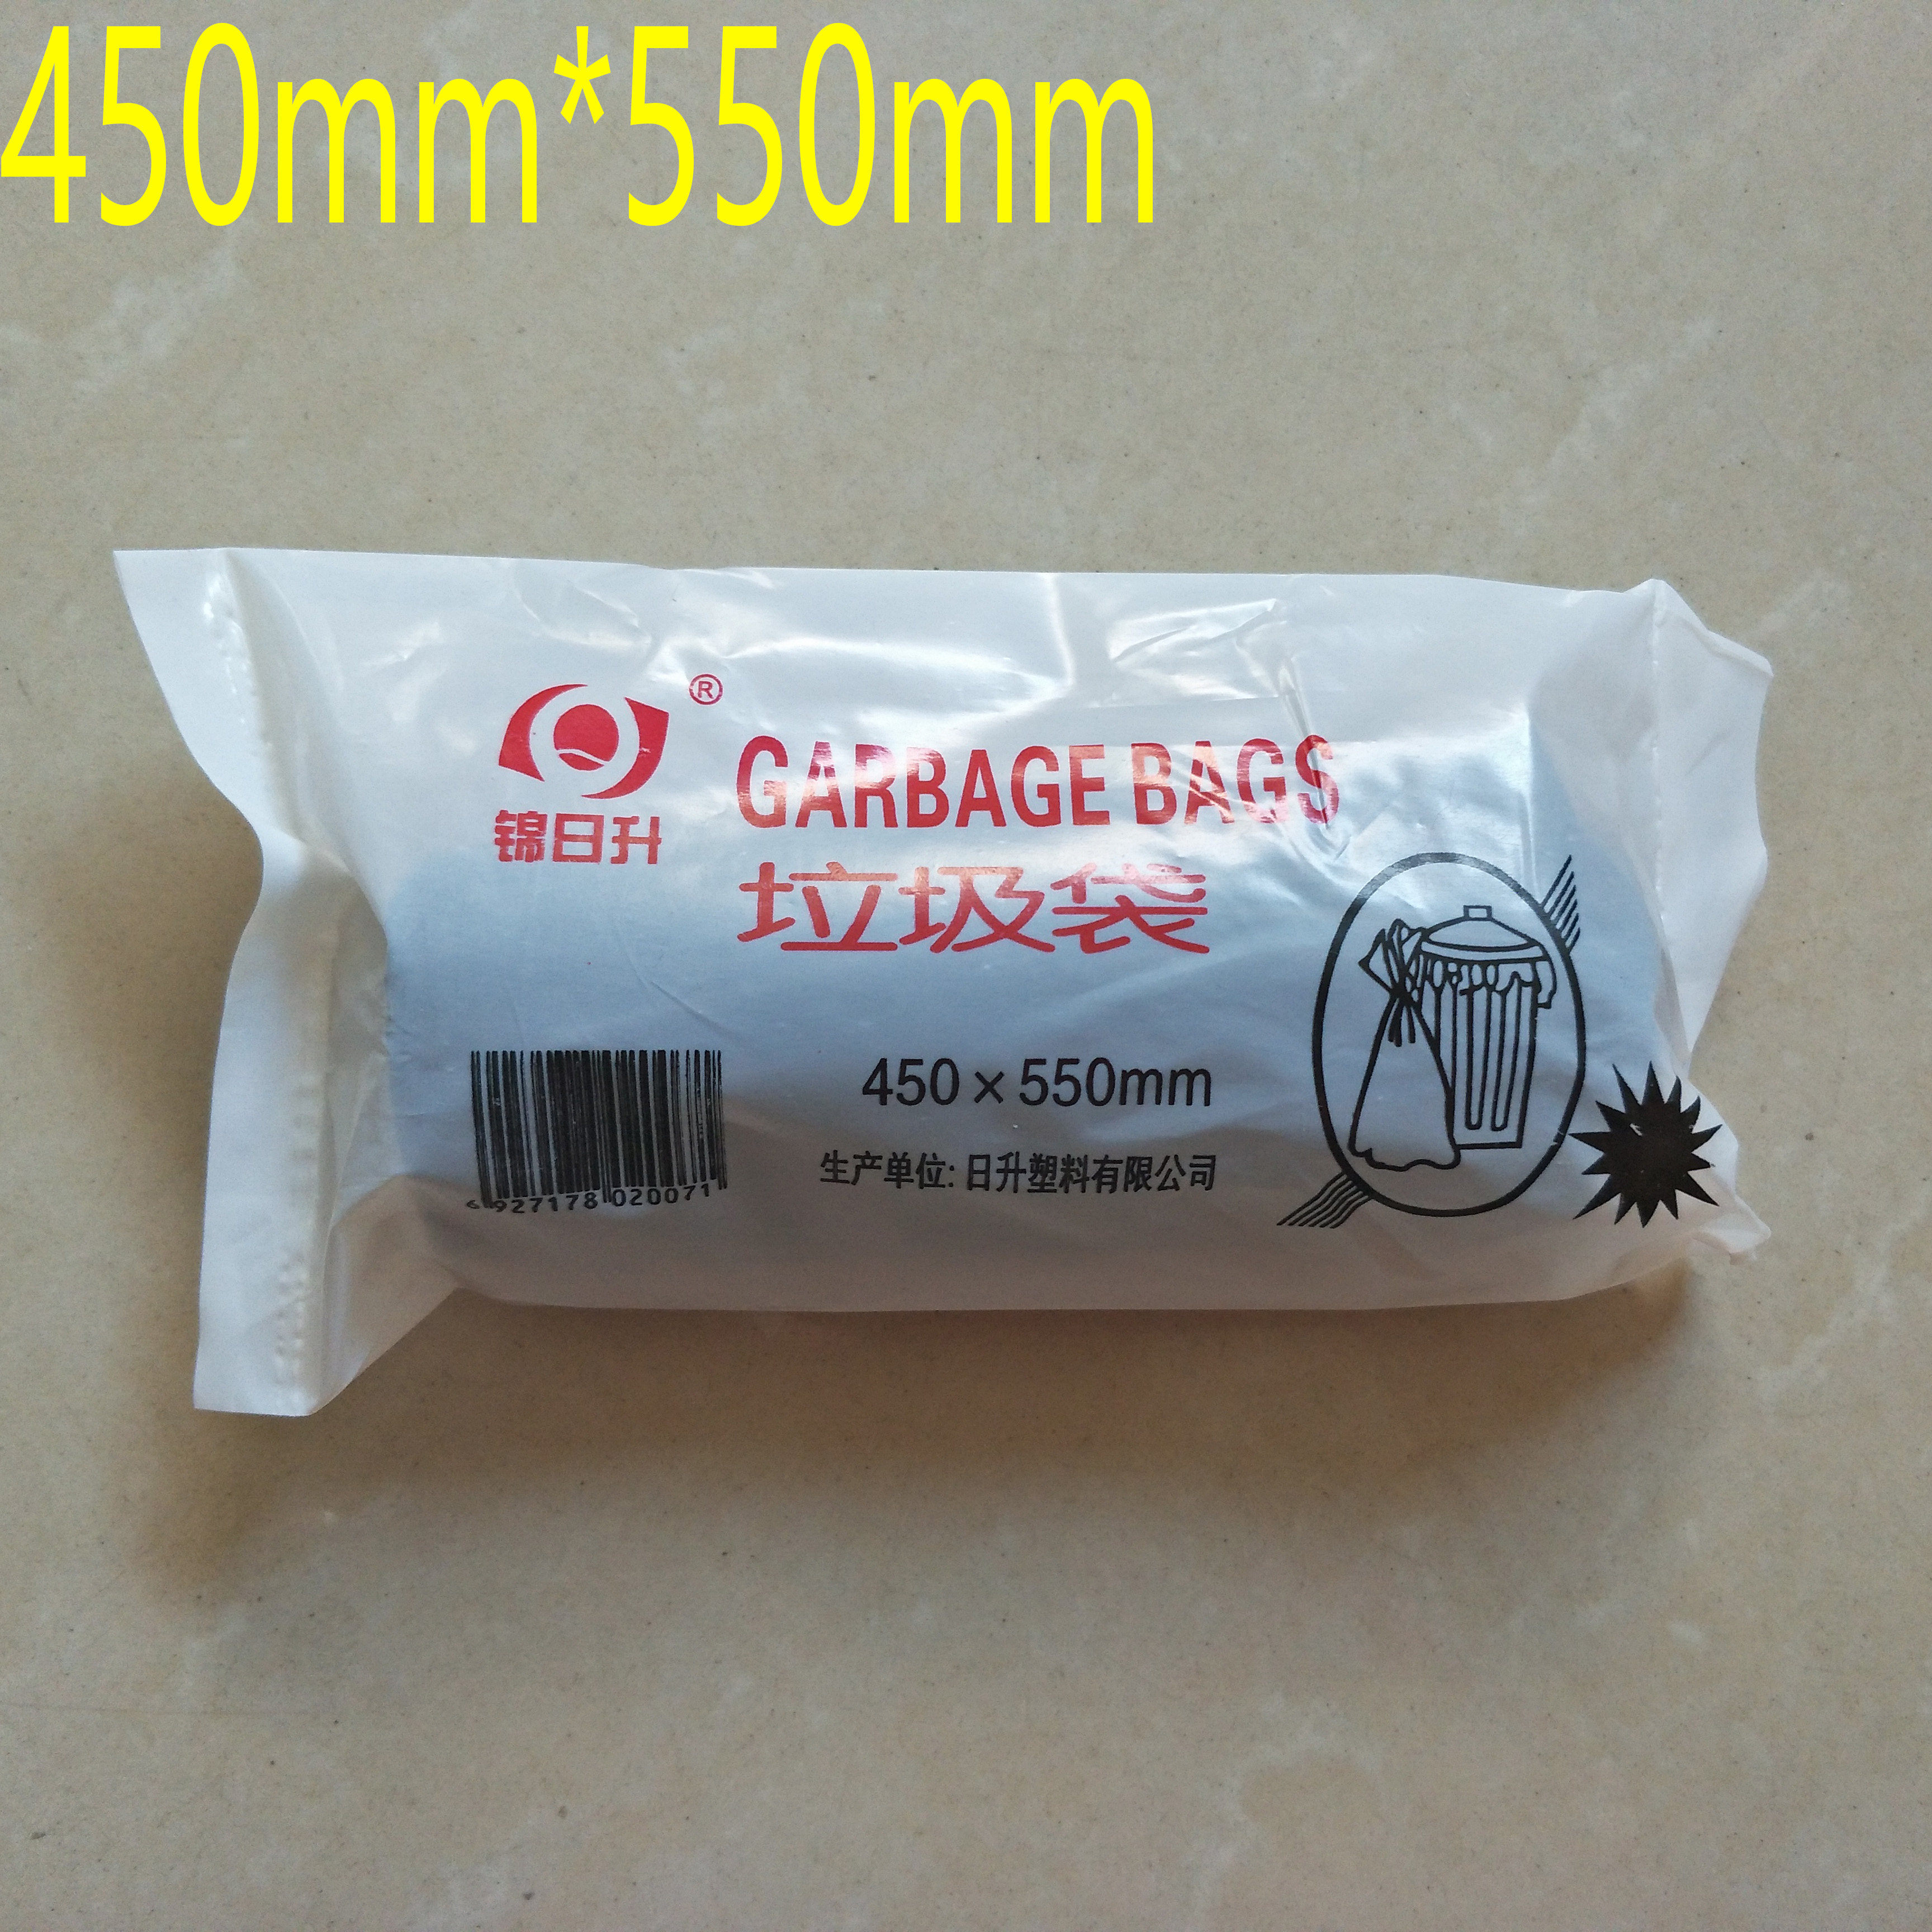 450mm*550mm
®
GARBAGE BAGS
锦日升
垃圾袋
450×550mm
生产单位:日升塑料有限公司
6 927178 020071